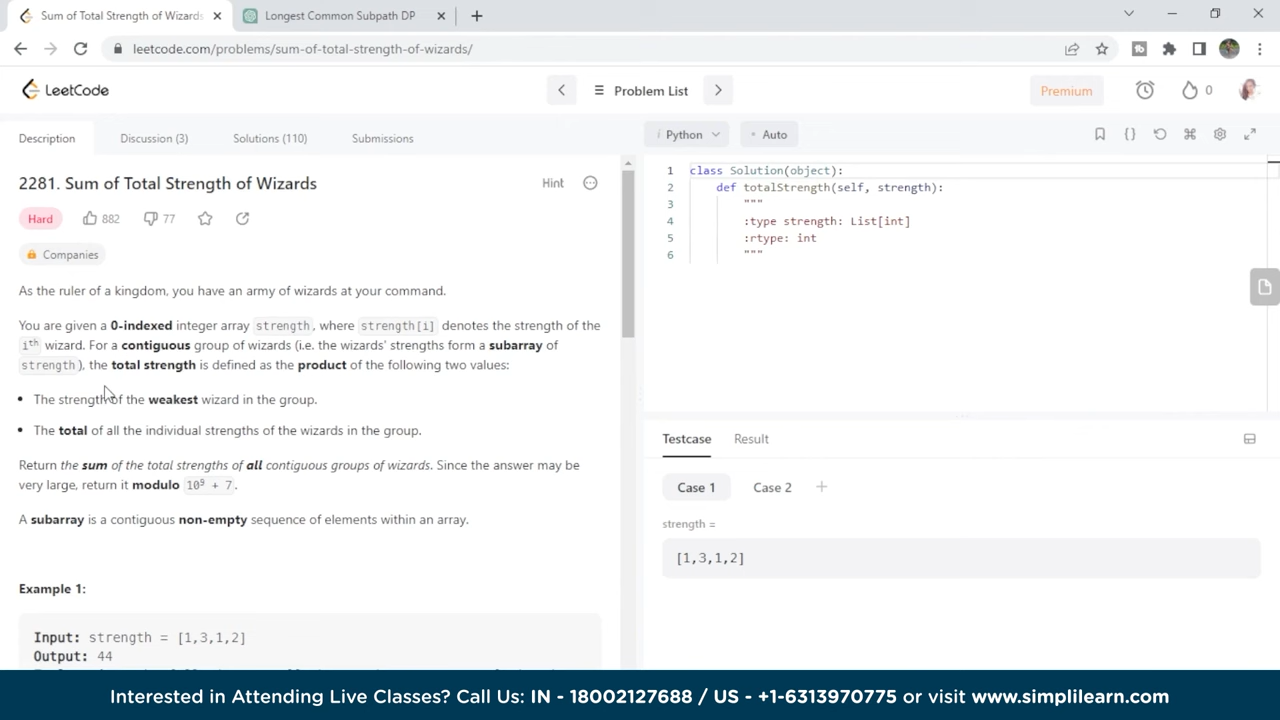 Sum of Total Strength of Wizards
Longest Common Subpath DP
leetcode.com/problems/sum-of-total-strength-of-wizards/
LeetCode
Problem List
Premium
0
Description
Discussion (3)
Solutions (110)
Submissions
2281. Sum of Total Strength of Wizards
Hint
Hard
882
77
Companies
As the ruler of a kingdom, you have an army of wizards at your command.
You are given a 0-indexed integer array strength, where strength[i] denotes the strength of the
ith wizard. For a contiguous group of wizards (i.e. the wizards' strengths form a subarray of
strength), the total strength is defined as the product of the following two values:
• The strength of the weakest wizard in the group.
• The total of all the individual strengths of the wizards in the group.
Return the sum of the total strengths of all contiguous groups of wizards. Since the answer may be
very large, return it modulo 10⁹ + 7.
A subarray is a contiguous non-empty sequence of elements within an array.
Example 1:
Input: strength = [1,3,1,2]
Output: 44
i Python
• Auto
1 class Solution(object):
2 def totalStrength(self, strength):
3 """
4 :type strength: List[int]
5 :rtype: int
6 """
Testcase
Result
Case 1
Case 2
strength =
[1,3,1,2]
Interested in Attending Live Classes? Call Us: IN - 18002127688 / US - +1-6313970775 or visit www.simplilearn.com